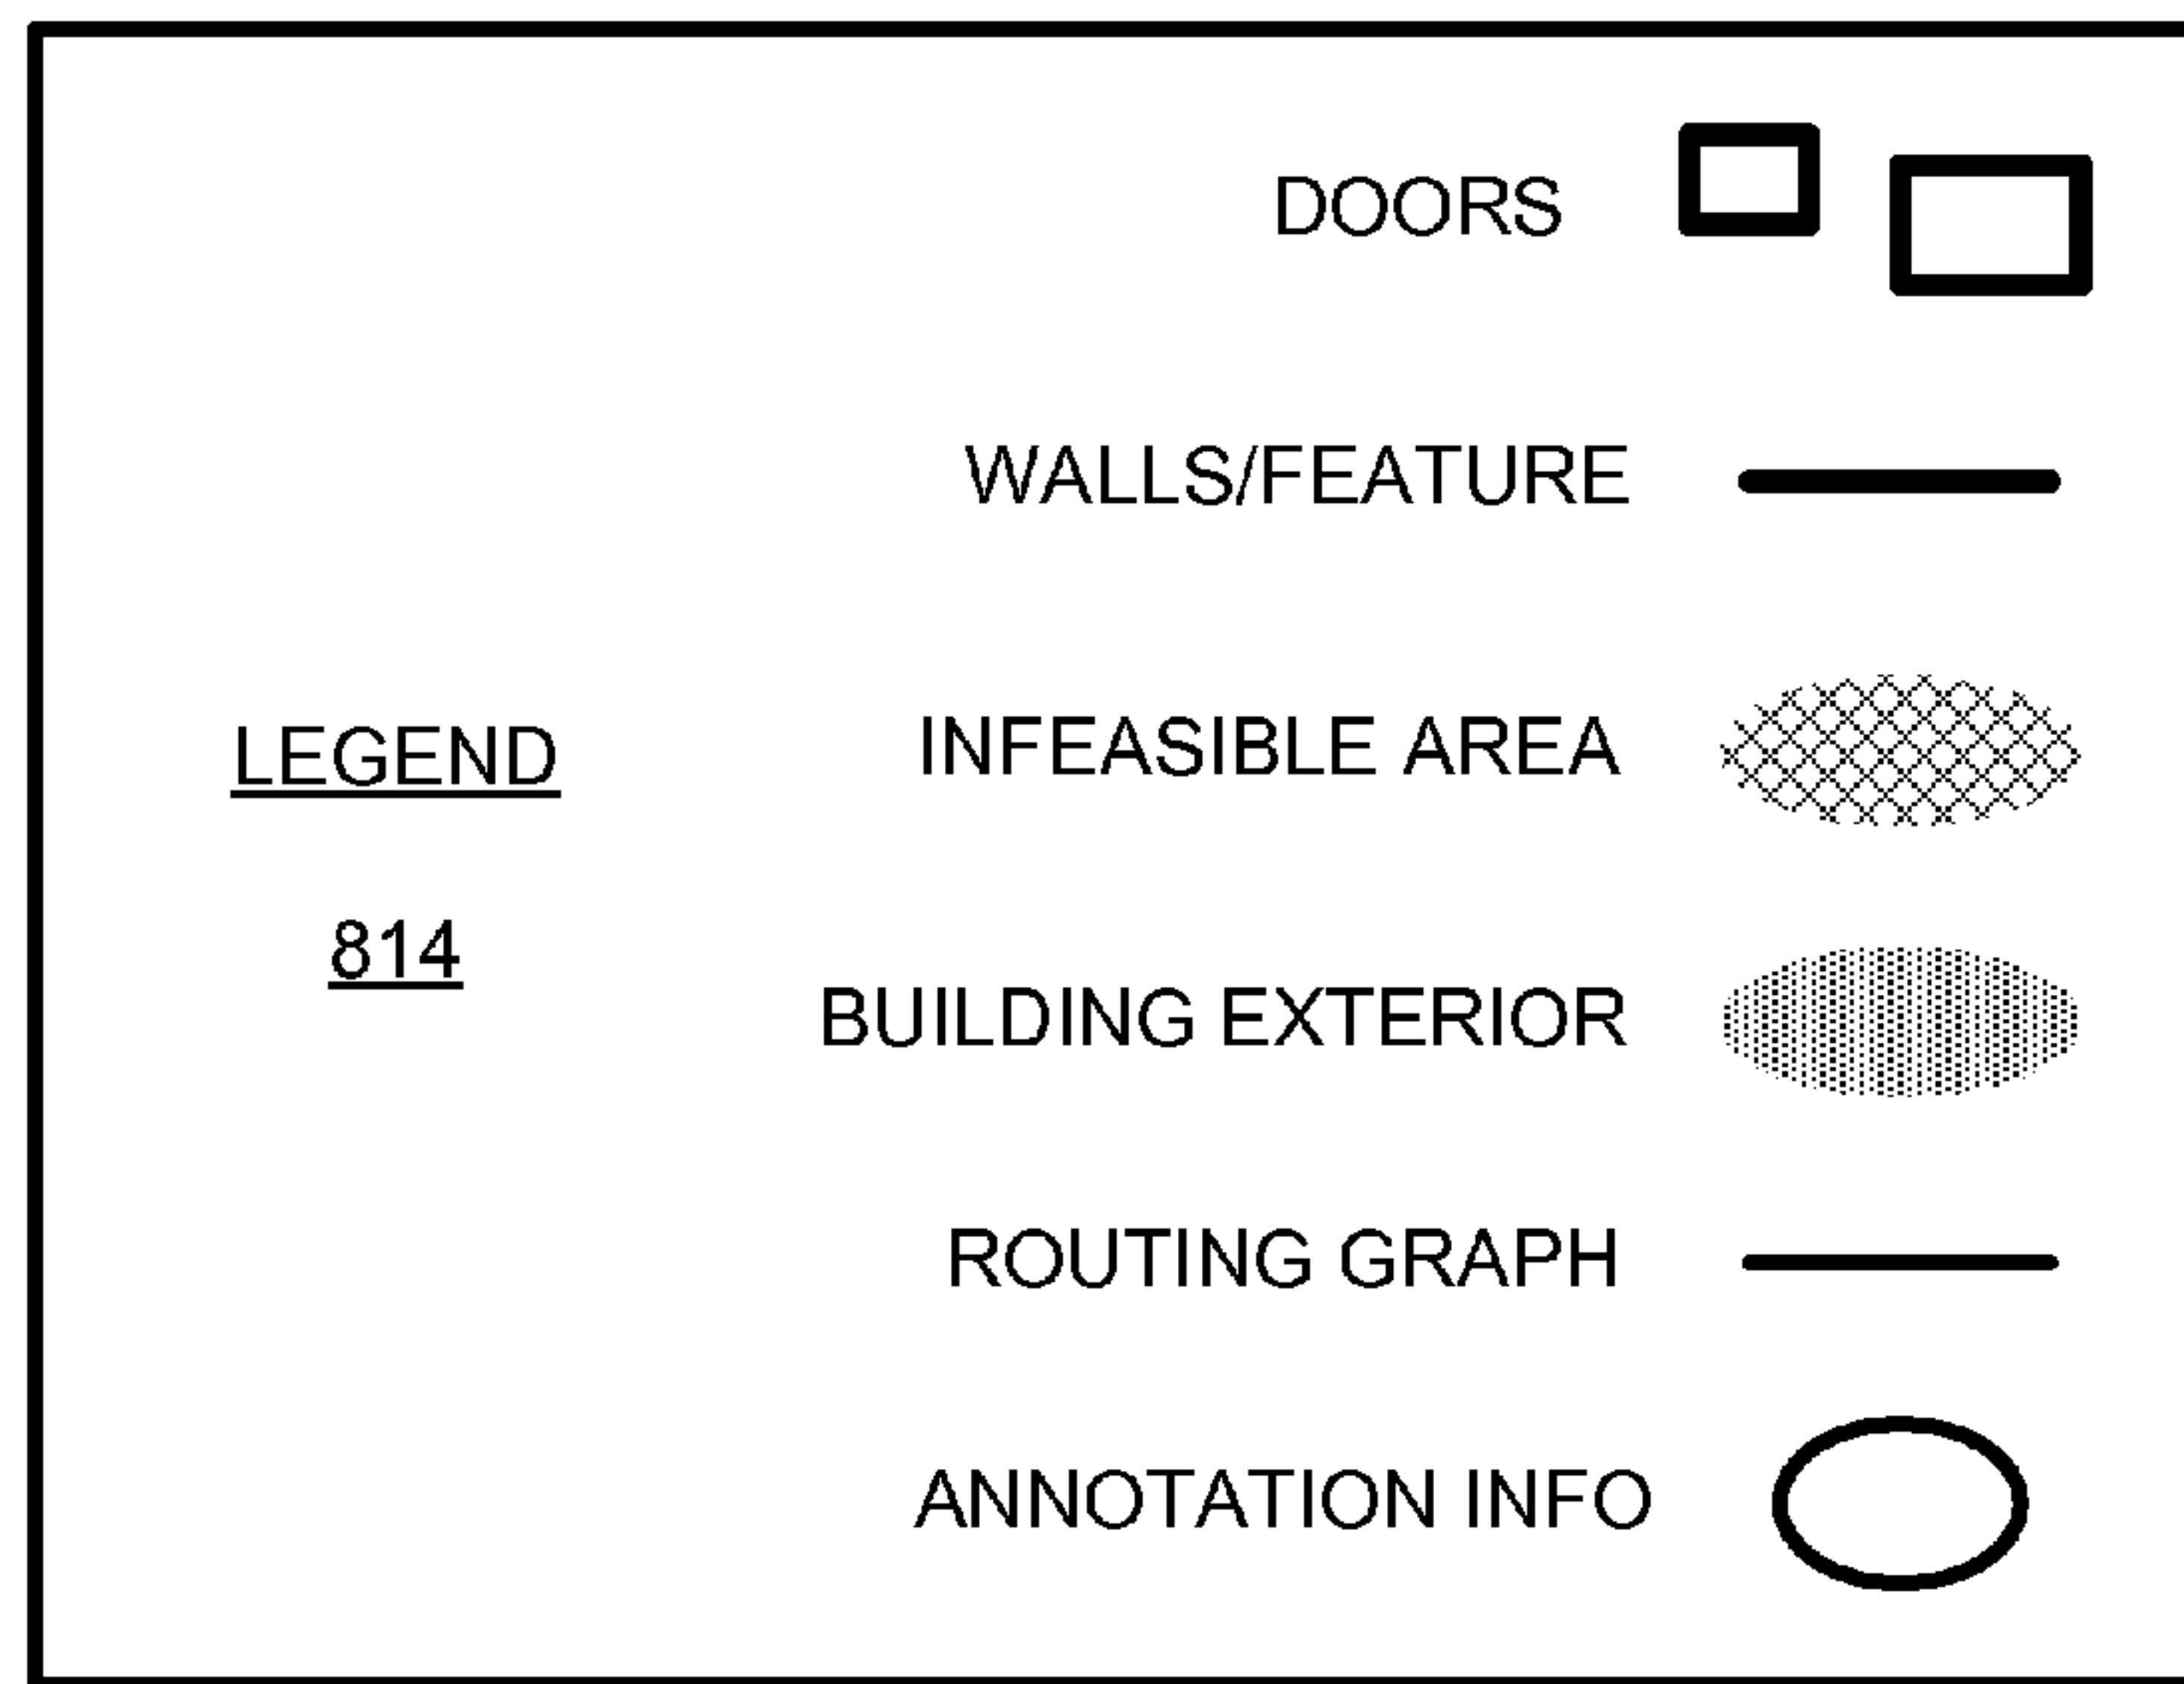 LEGEND
814
DOORS
WALLS/FEATURE
INFEASIBLE AREA
BUILDING EXTERIOR
ROUTING GRAPH
ANNOTATION INFO